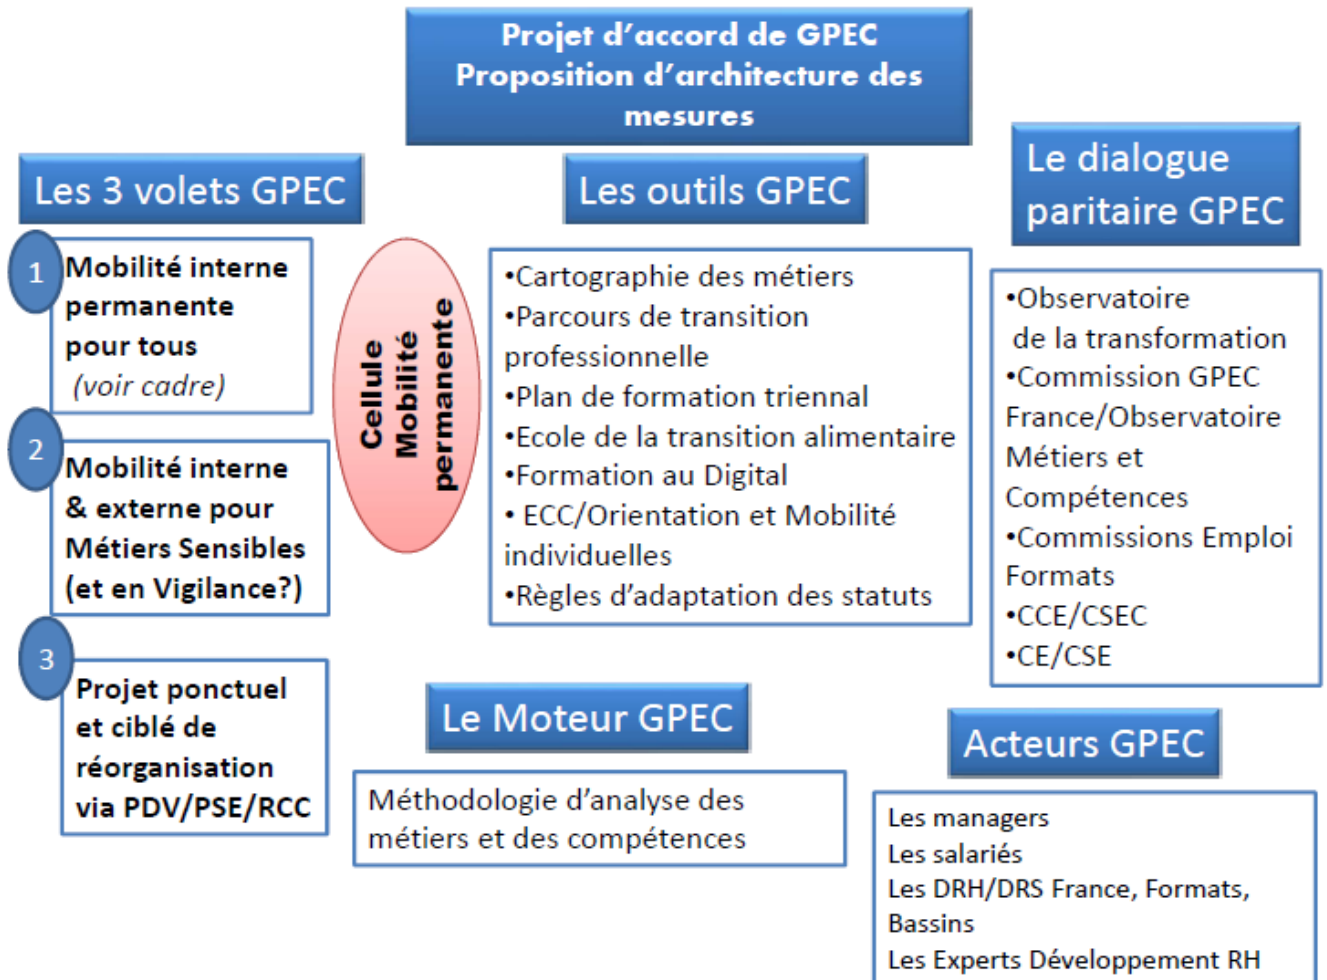 Projet d’accord de GPEC
Proposition d’architecture des
mesures
Les 3 volets GPEC
1
Mobilité interne
permanente
pour tous
(voir cadre)
2
Mobilité interne
& externe pour
Métiers Sensibles
(et en Vigilance?)
3
Projet ponctuel
et ciblé de
réorganisation
via PDV/PSE/RCC
Cellule
Mobilité
permanente
Les outils GPEC
•Cartographie des métiers
•Parcours de transition
professionnelle
•Plan de formation triennal
•Ecole de la transition alimentaire
•Formation au Digital
• ECC/Orientation et Mobilité
individuelles
•Règles d’adaptation des statuts
Le Moteur GPEC
Méthodologie d’analyse des
métiers et des compétences
Le dialogue
paritaire GPEC
•Observatoire
de la transformation
•Commission GPEC
France/Observatoire
Métiers et
Compétences
•Commissions Emploi
Formats
•CCE/CSEC
•CE/CSE
Acteurs GPEC
Les managers
Les salariés
Les DRH/DRS France, Formats,
Bassins
Les Experts Développement RH